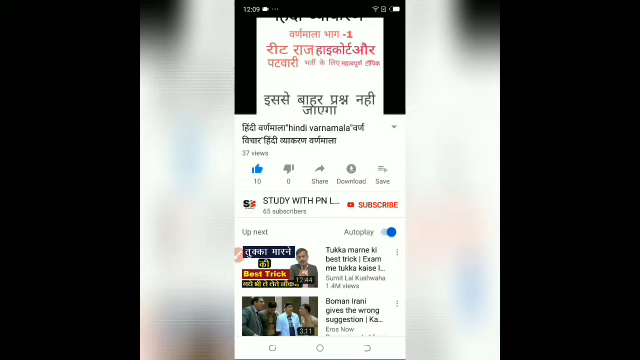 12:09
हिंदी व्याकरण
वर्णमाला भाग -1
रीट राज हाइकोर्ट और
पटवारी भर्ती के लिए महत्वपूर्ण टॉपिक
इससे बाहर प्रश्न नही
जाएगा
हिंदी वर्णमाला"hindi varnamala"वर्ण
विचार"हिंदी व्याकरण वर्णमाला
37 views
10 0 Share Download Save
STUDY WITH PN L... SUBSCRIBE
65 subscribers
Up next Autoplay
तुक्का मारने
की
Best Trick
12:44
Tukka marne ki
best trick | Exam
me tukka kaise l...
Sumit Lal Kushwaha
1.4M views
3:11
Boman Irani
gives the wrong
suggestion | Ka...
Eros Now